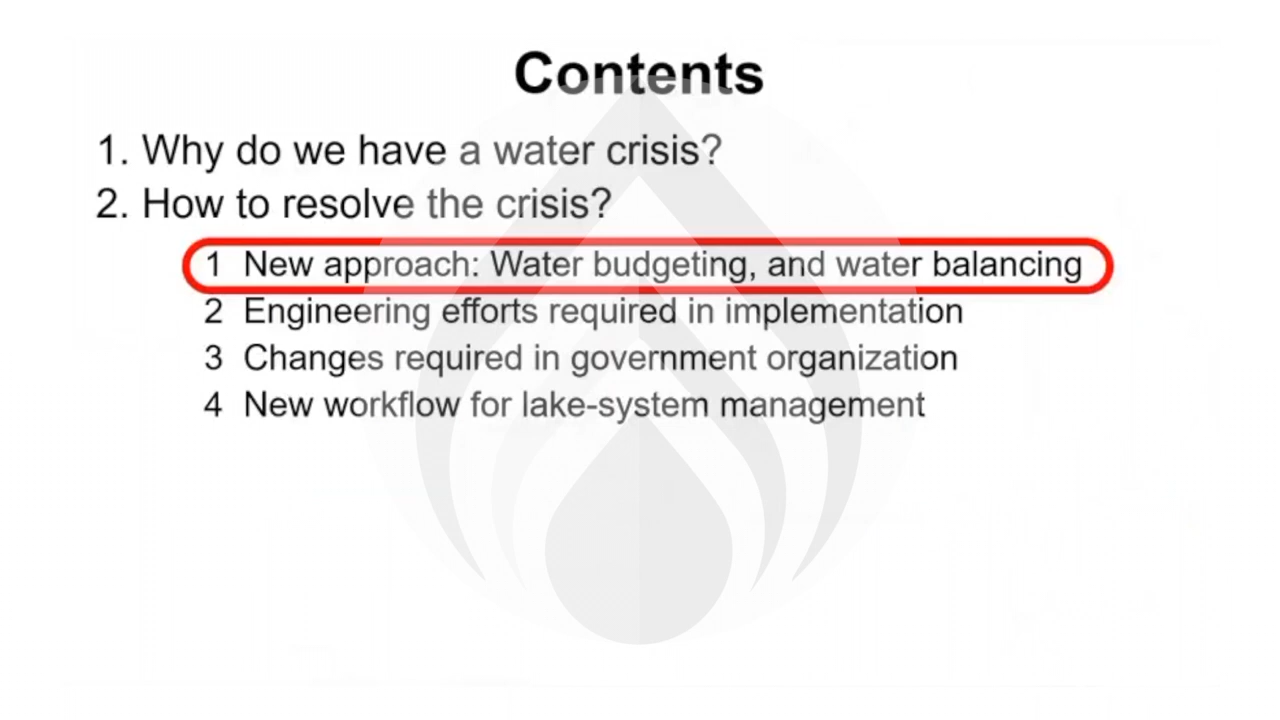 Contents
1. Why do we have a water crisis?
2. How to resolve the crisis?
1 New approach: Water budgeting, and water balancing
2 Engineering efforts required in implementation
3 Changes required in government organization
4 New workflow for lake-system management